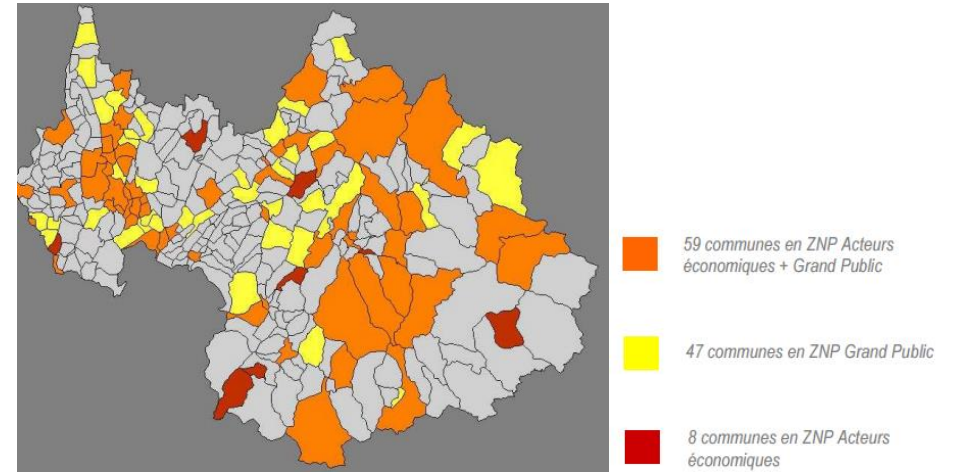 59 communes en ZNP Acteurs
économiques + Grand Public
47 communes en ZNP Grand Public
8 communes en ZNP Acteurs
économiques